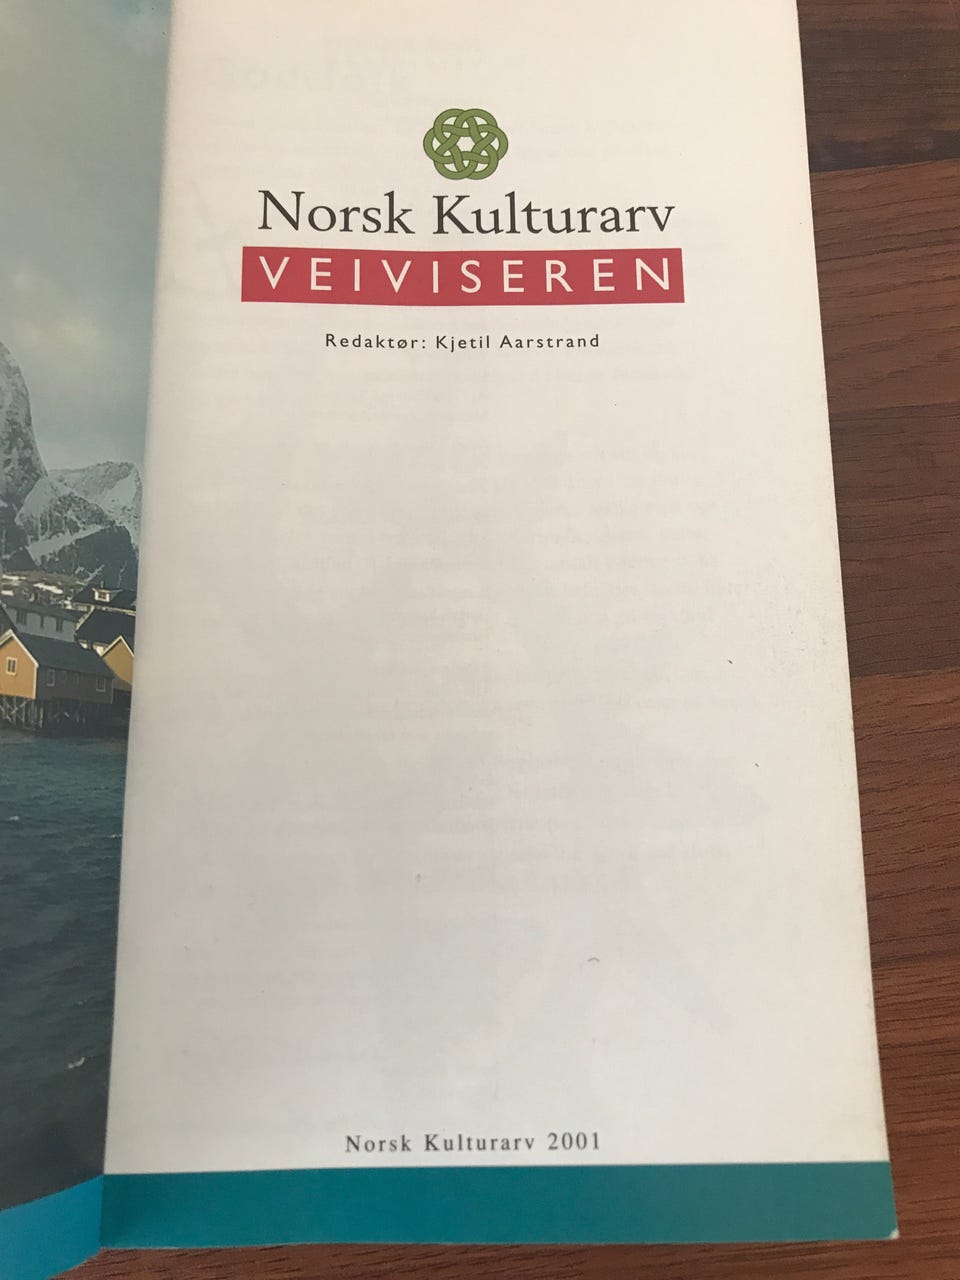 Norsk Kulturarv
VEIVISEREN
Redaktør: Kjetil Aarstrand
Norsk Kulturarv 2001